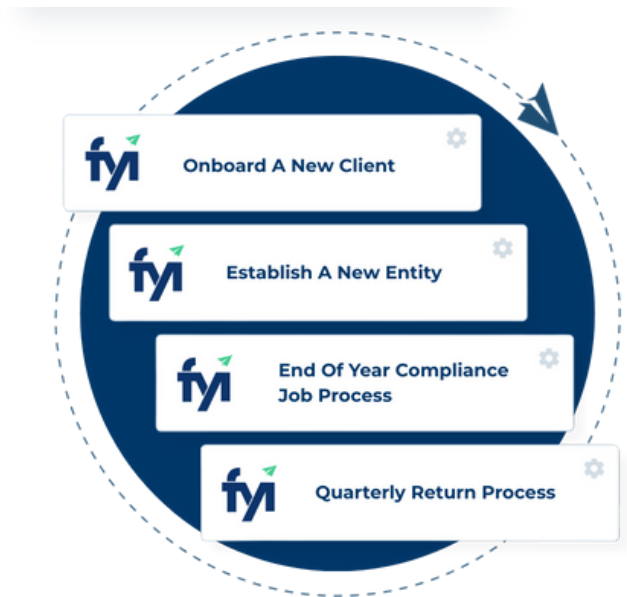 fyi
Onboard A New Client
fyi
Establish A New Entity
fyi
End Of Year Compliance
Job Process
fyi
Quarterly Return Process